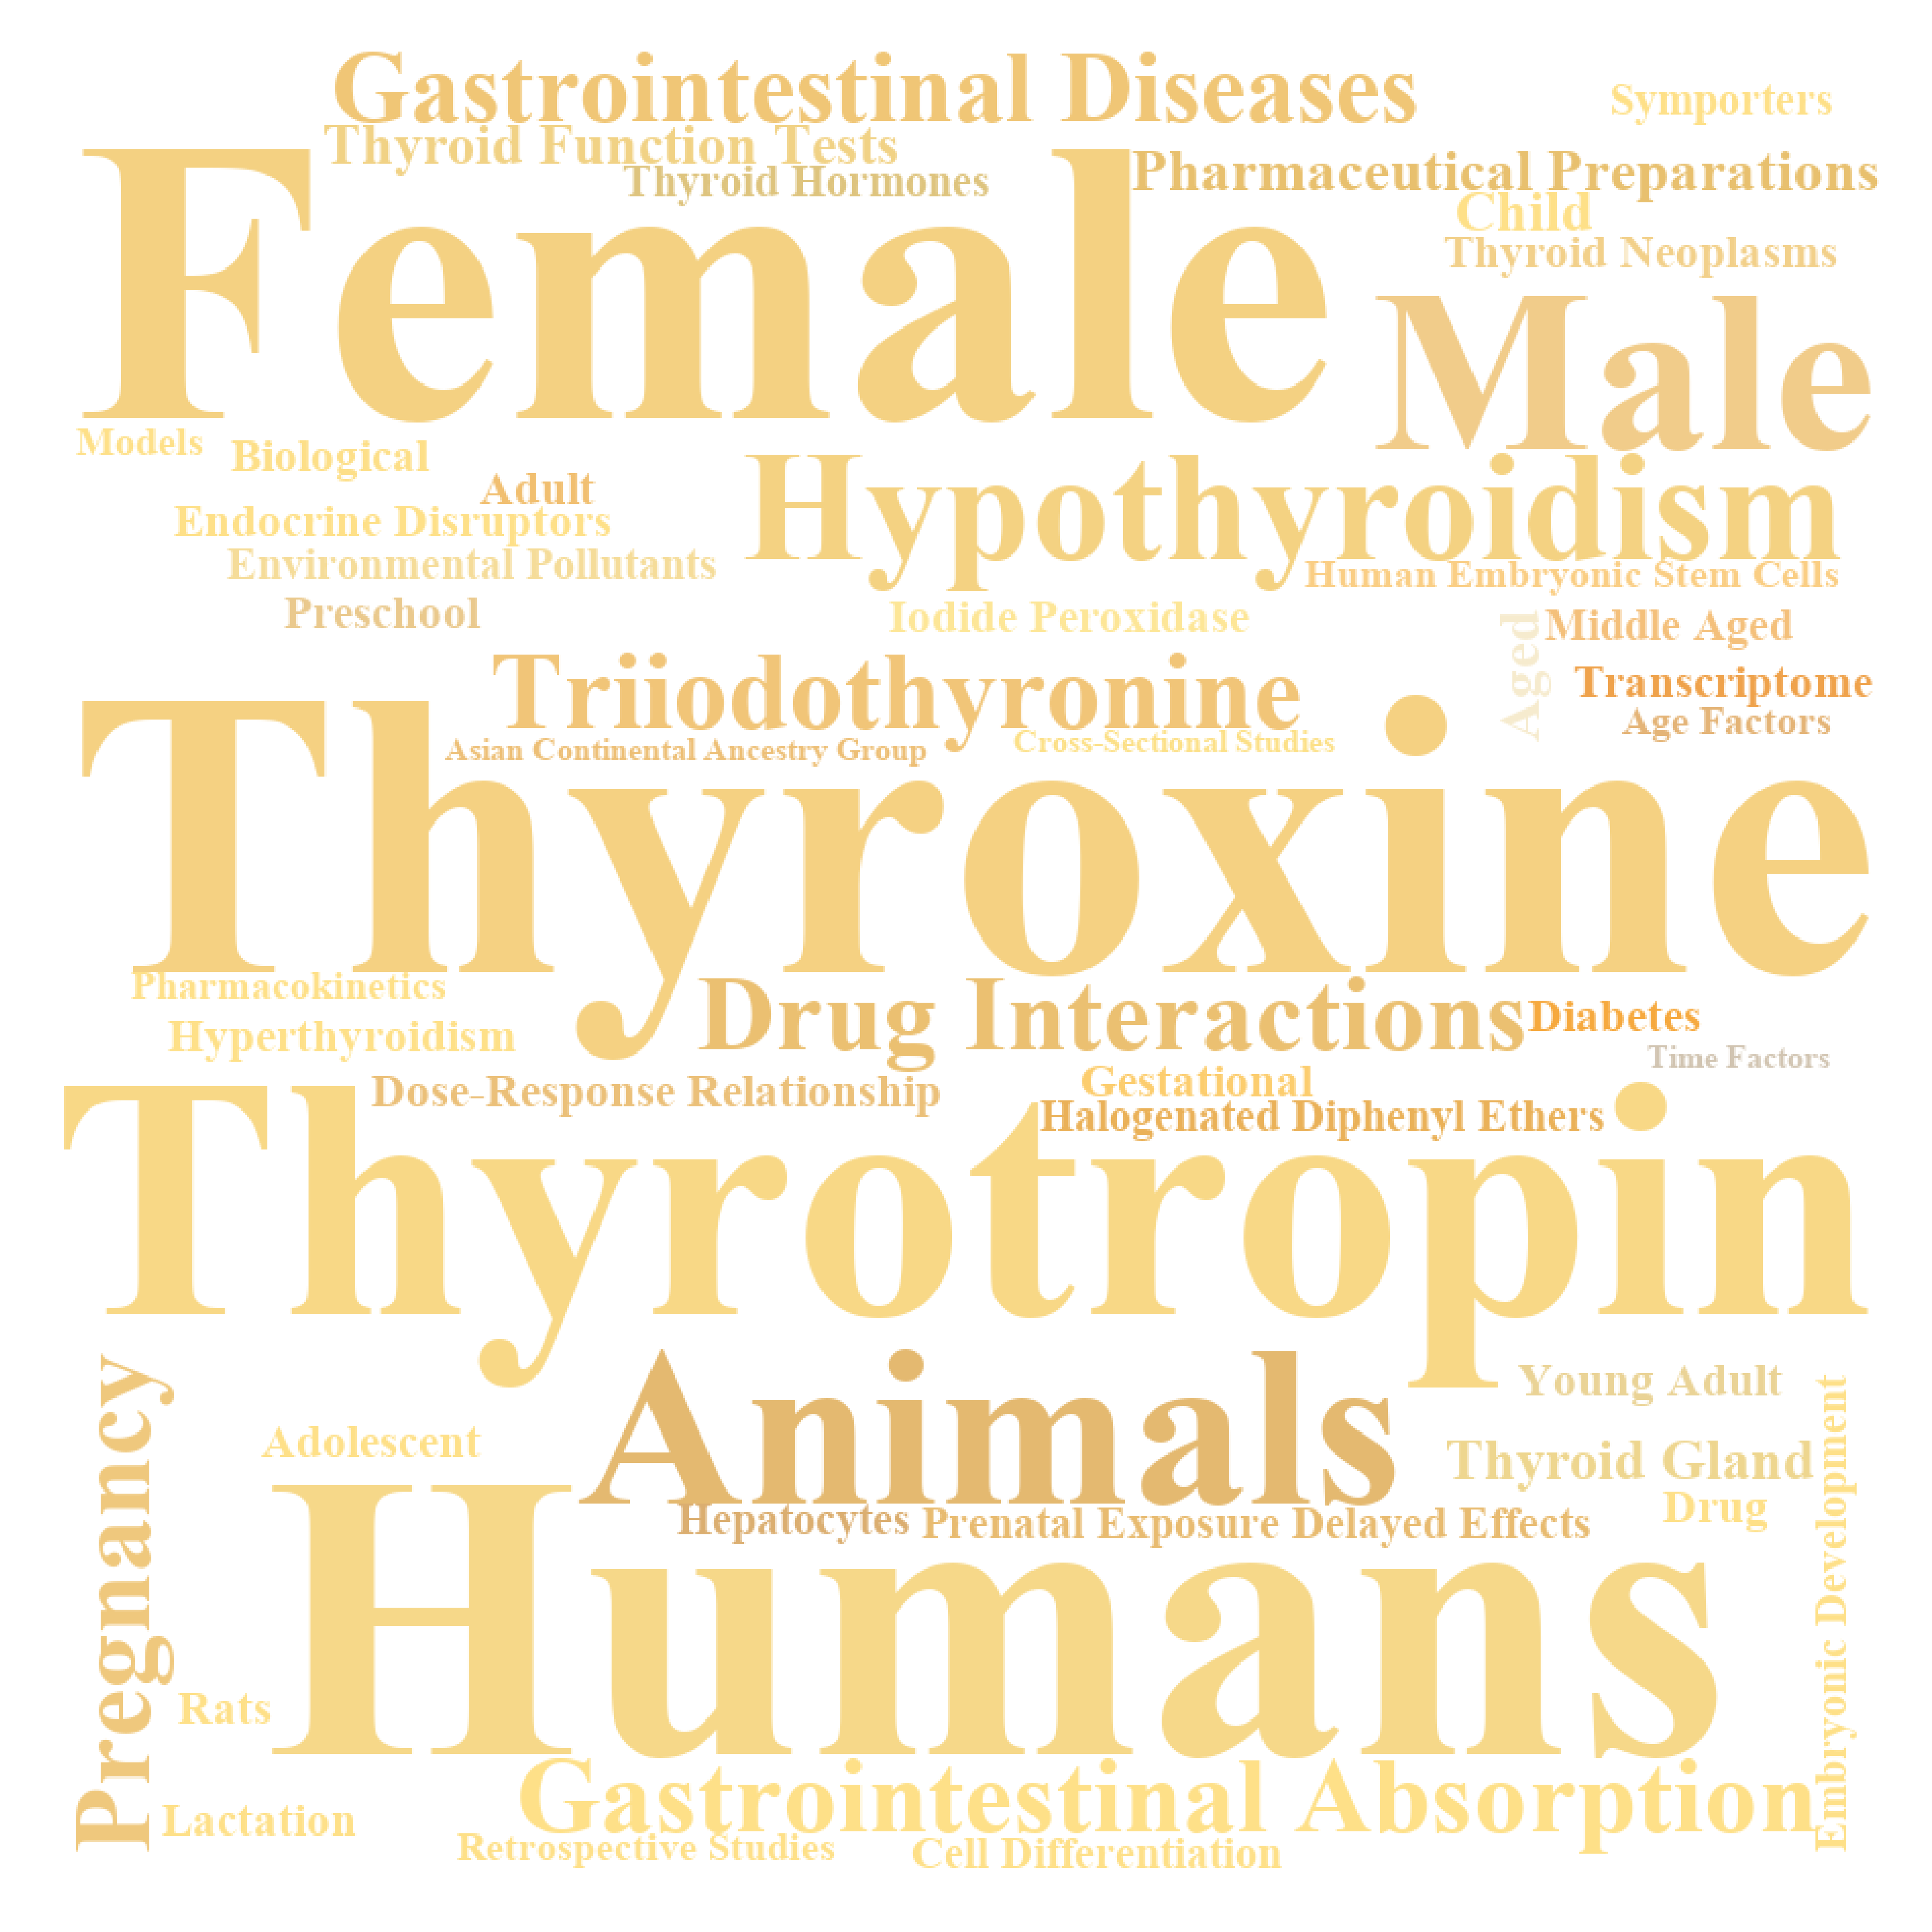 Gastrointestinal Diseases
Symporters
Thyroid Function Tests
Thyroid Hormones
Pharmaceutical Preparations
Child
Thyroid Neoplasms
Female
Male
Models
Biological
Adult
Endocrine Disruptors
Environmental Pollutants
Hypothyroidism
Human Embryonic Stem Cells
Preschool
Iodide Peroxidase
Aged
Middle Aged
Triiodothyronine
Transcriptome
Age Factors
Asian Continental Ancestry Group
Cross-Sectional Studies
Thyroxine
Pharmacokinetics
Hyperthyroidism
Drug Interactions
Diabetes
Time Factors
Dose-Response Relationship
Gestational
Halogenated Diphenyl Ethers
Thyrotropin
Pregnancy
Animals
Young Adult
Adolescent
Thyroid Gland
Drug
Embryonic Development
Hepatocytes
Prenatal Exposure Delayed Effects
Humans
Rats
Gastrointestinal Absorption
Lactation
Retrospective Studies
Cell Differentiation